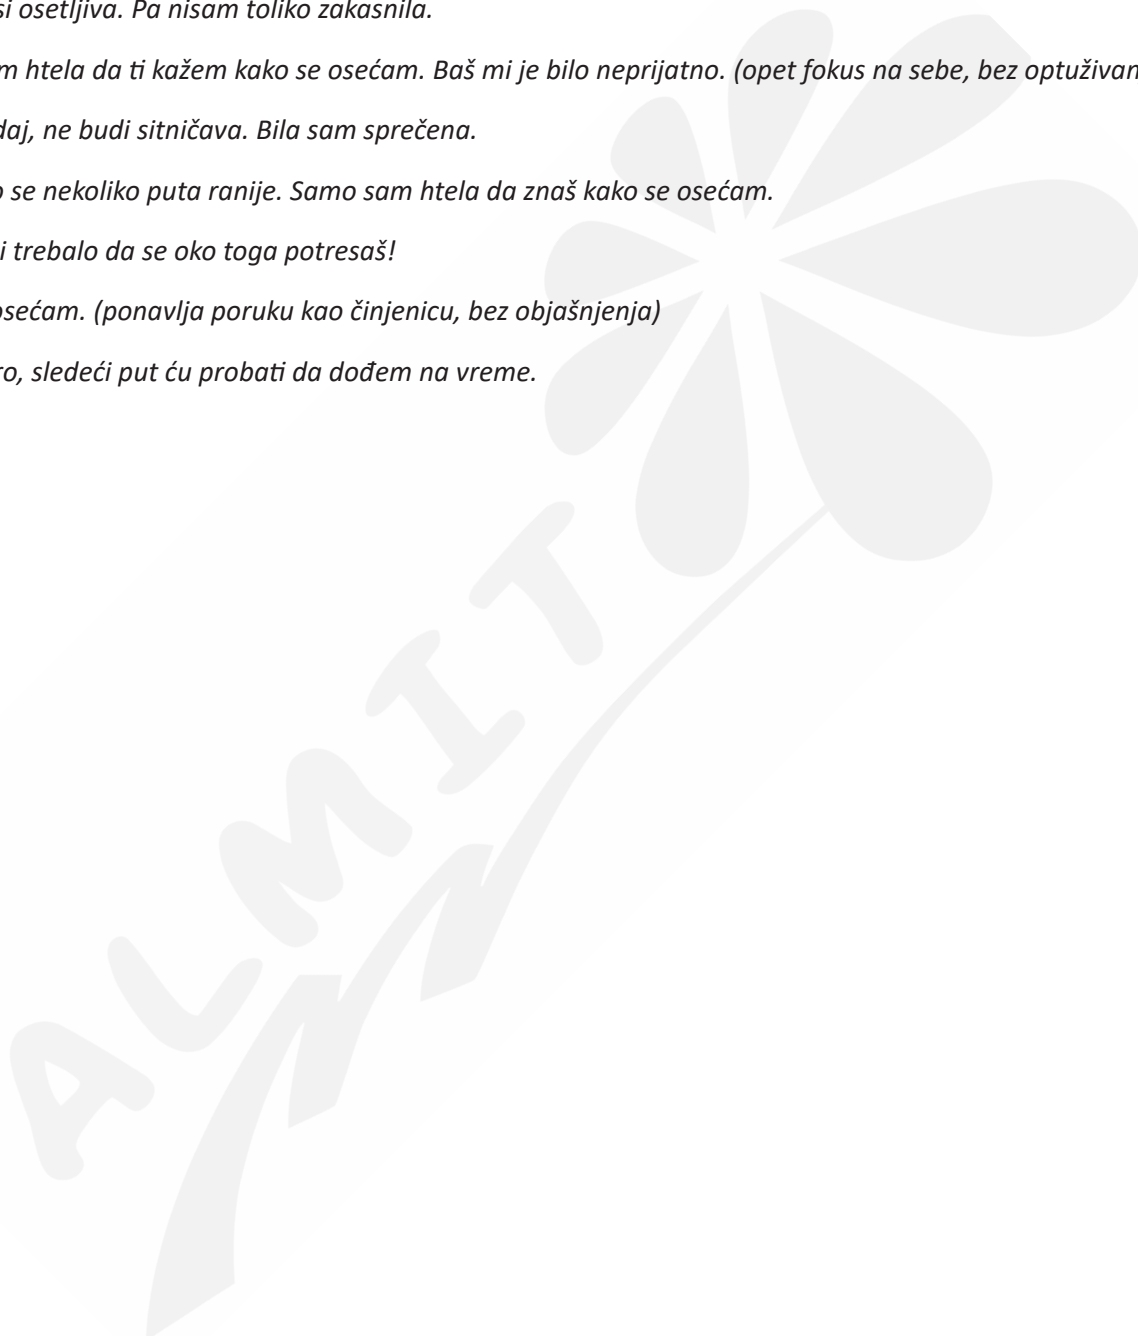 si osetljiva. Pa nisam toliko zakasnila.
m htela da ti kažem kako se osećam. Baš mi je bilo neprijatno. (opet fokus na sebe, bez optuživan
daj, ne budi sitničava. Bila sam sprečena.
o se nekoliko puta ranije. Samo sam htela da znaš kako se osećam.
i trebalo da se oko toga potresaš!
osećam. (ponavlja poruku kao činjenicu, bez objašnjenja)
ro, sledeći put ću probati da dođem na vreme.
ALMIT